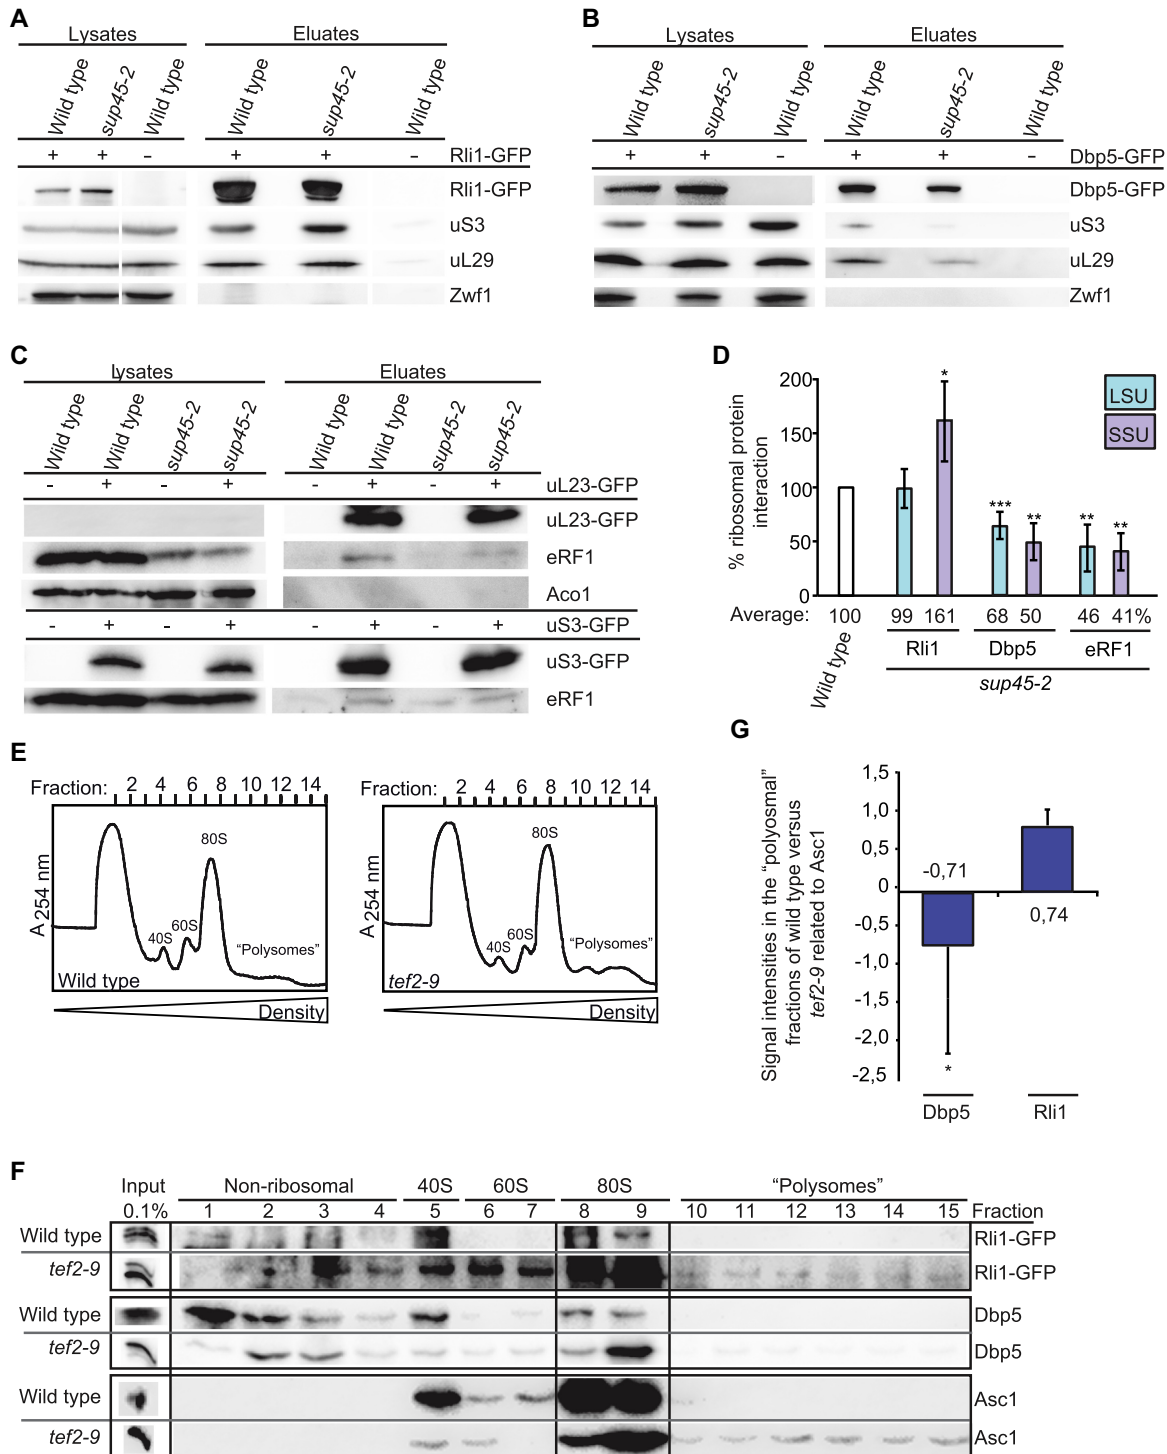 A
Lysates
Eluates
Wild type
sup45-2
Wild type
Wild type
sup45-2
Wild type
+ + - + + - Rli1-GFP
Rli1-GFP
uS3
uL29
Zwf1
B
Lysates
Eluates
Wild type
sup45-2
Wild type
Wild type
sup45-2
Wild type
+ + - + + - Dbp5-GFP
Dbp5-GFP
uS3
uL29
Zwf1
C
Lysates
Eluates
Wild type
Wild type
sup45-2
sup45-2
Wild type
Wild type
sup45-2
sup45-2
- + - + - + - + uL23-GFP
uL23-GFP
eRF1
Aco1
- + - + - + - + uS3-GFP
uS3-GFP
eRF1
D
% ribosomal protein
interaction
200
150
100
50
0
*
***
**
**
**
LSU
SSU
Average: 100 99 161 68 50 46 41%
Wild type
Rli1 Dbp5 eRF1
sup45-2
E
Fraction: 2 4 6 8 10 12 14
A 254 nm
40S
60S
80S
"Polysomes"
Wild type
Density
Fraction: 2 4 6 8 10 12 14
A 254 nm
40S
60S
80S
"Polysomes"
tef2-9
Density
G
Signal intensities in the "polyosmal"
fractions of wild type versus
tef2-9 related to Asc1
1,5
1,0
0,5
0
-0,5
-1,0
-1,5
-2,0
-2,5
-0,71
0,74
*
Dbp5 Rli1
F
Input Non-ribosomal 40S 60S 80S "Polysomes"
0.1% 1 2 3 4 5 6 7 8 9 10 11 12 13 14 15 Fraction
Wild type Rli1-GFP
tef2-9 Rli1-GFP
Wild type Dbp5
tef2-9 Dbp5
Wild type Asc1
tef2-9 Asc1